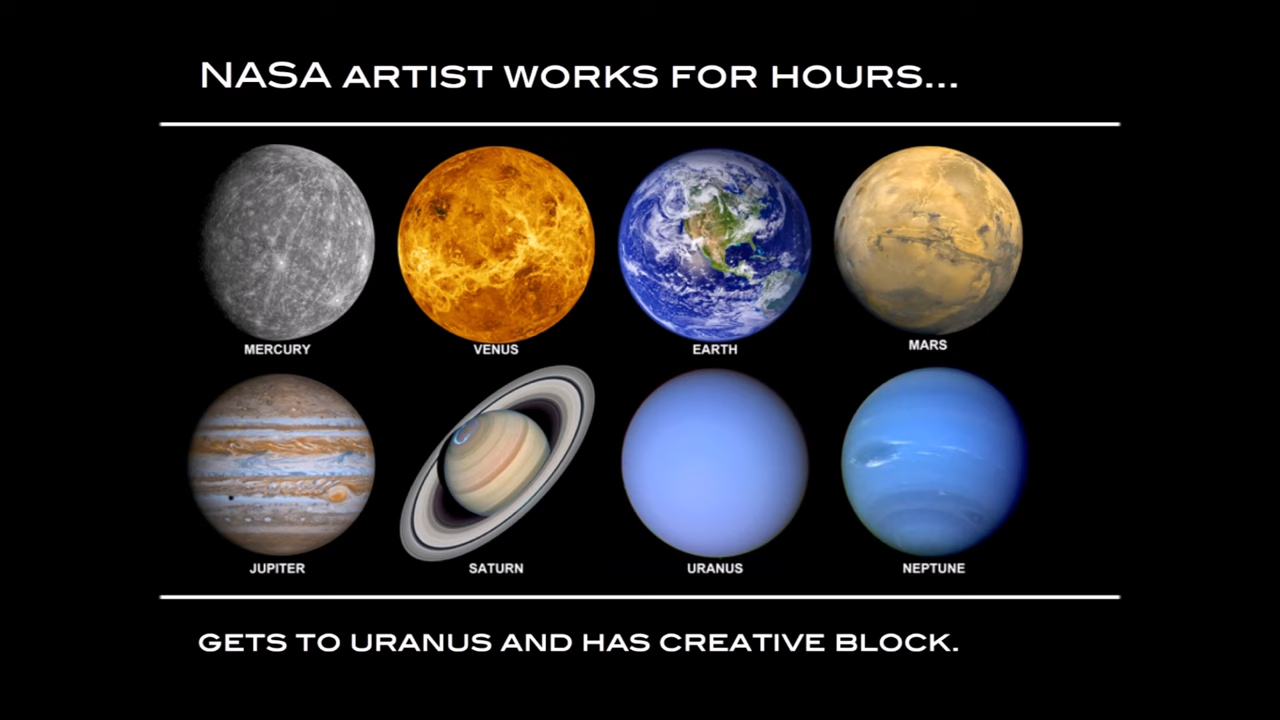 NASA ARTIST WORKS FOR HOURS...
MERCURY VENUS EARTH MARS
JUPITER SATURN URANUS NEPTUNE
GETS TO URANUS AND HAS CREATIVE BLOCK.